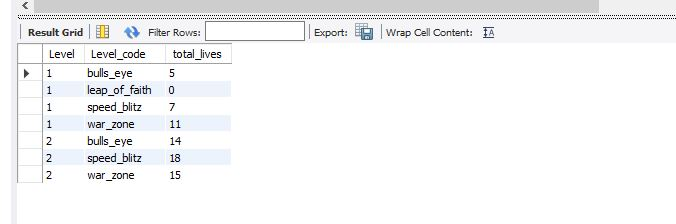 Result Grid Filter Rows: Export: Wrap Cell Content: IA
Level Level_code total_lives
1 bulls_eye 5
1 leap_of_faith 0
1 speed_blitz 7
1 war_zone 11
2 bulls_eye 14
2 speed_blitz 18
2 war_zone 15